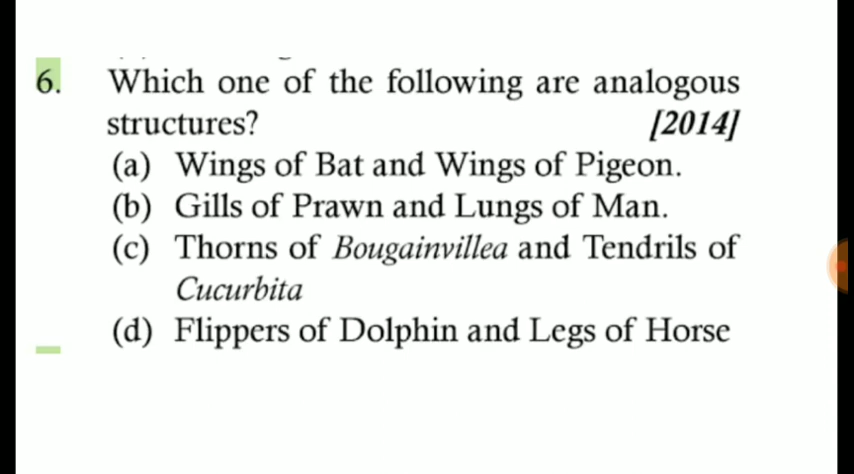 6. Which one of the following are analogous
structures? [2014]
(a) Wings of Bat and Wings of Pigeon.
(b) Gills of Prawn and Lungs of Man.
(c) Thorns of Bougainvillea and Tendrils of
Cucurbita
(d) Flippers of Dolphin and Legs of Horse